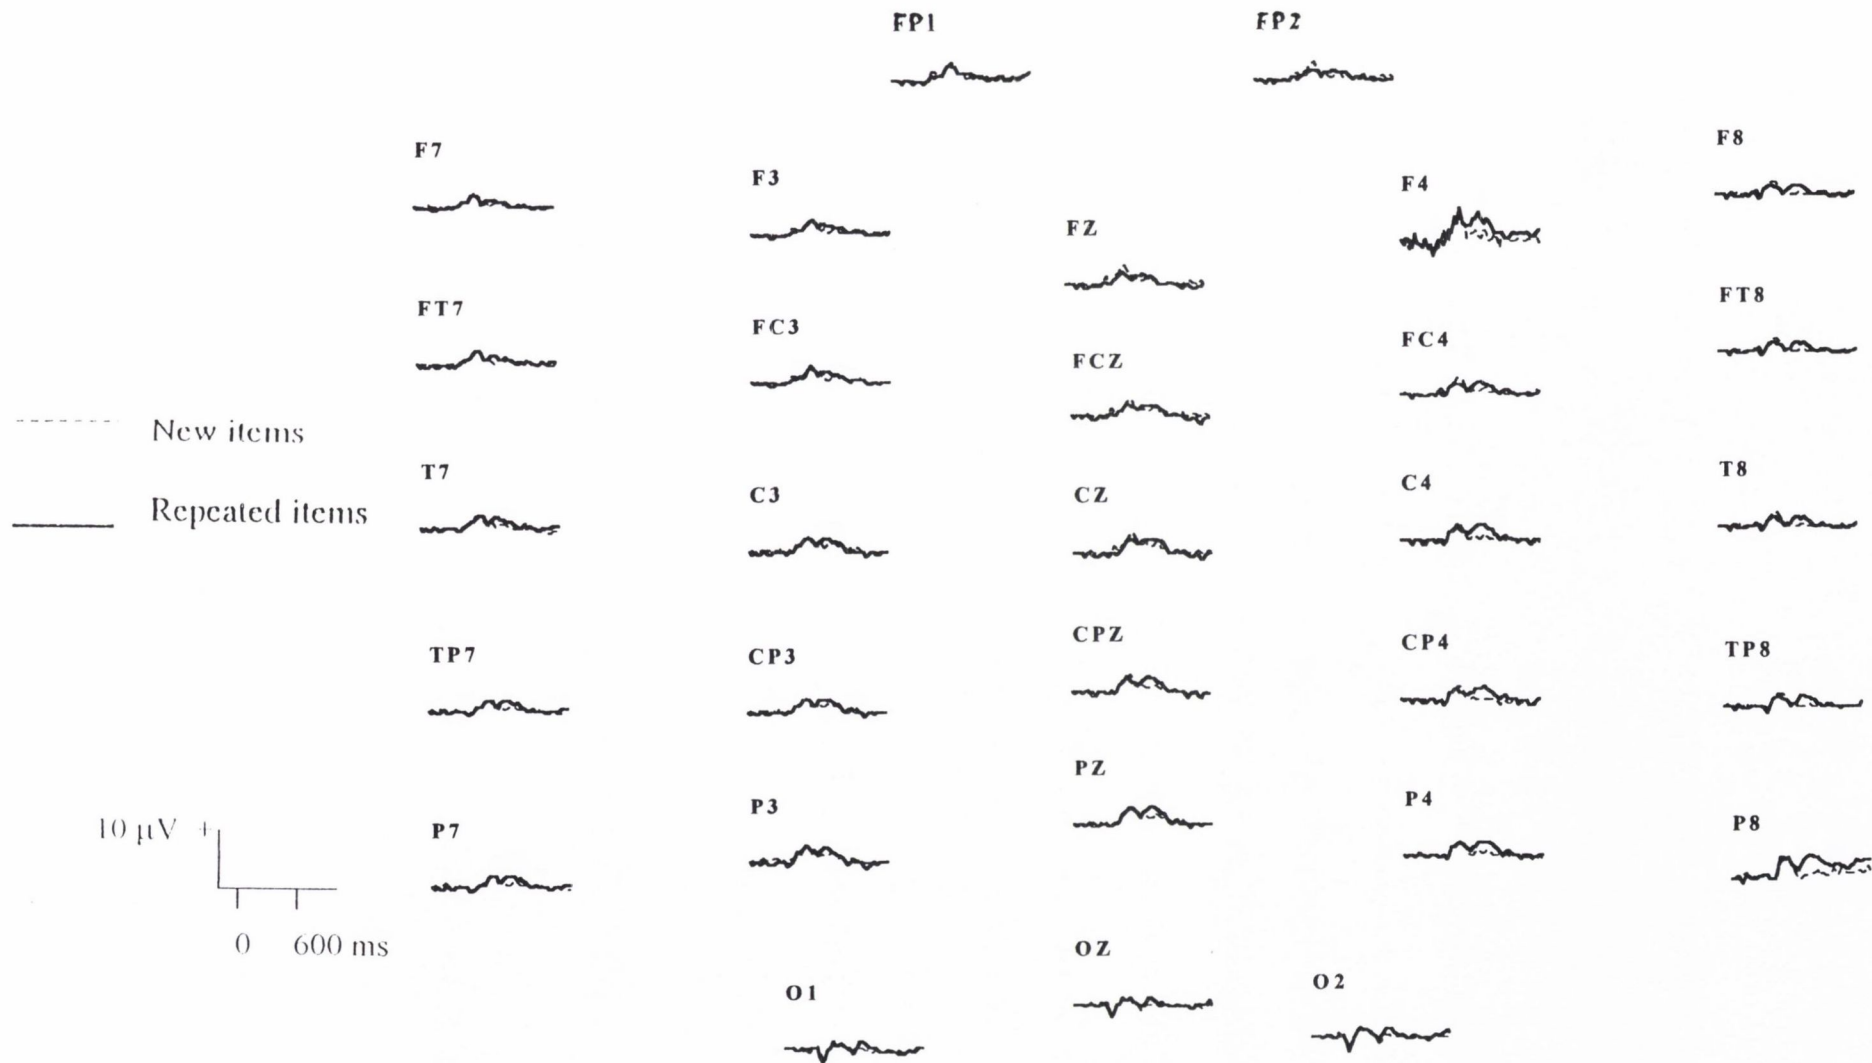 FP1 FP2
F7 F3 FZ F4 F8
FT7 FC3 FCZ FC4 FT8
New items
T7 C3 CZ C4 T8
Repeated items
TP7 CP3 CPZ CP4 TP8
10 μV +
P7 P3 PZ P4 P8
0 600 ms
O1 OZ O2